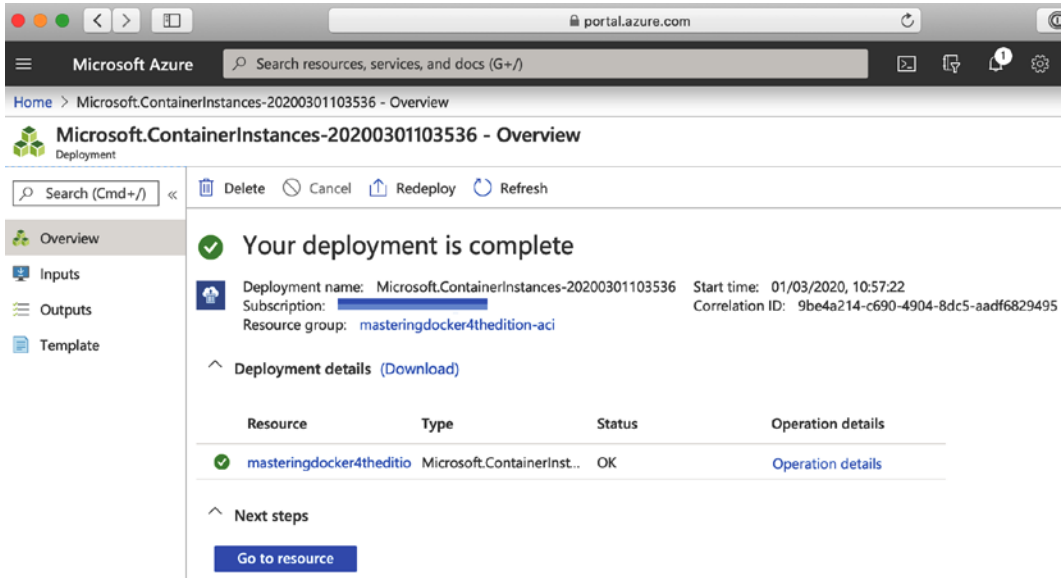 portal.azure.com
Microsoft Azure
Search resources, services, and docs (G+/)
1
Home > Microsoft.ContainerInstances-20200301103536 - Overview
Microsoft.ContainerInstances-20200301103536 - Overview
Deployment
Search (Cmd+/)
«
Delete
Cancel
Redeploy
Refresh
Overview
Inputs
Outputs
Template
Your deployment is complete
Deployment name: Microsoft.ContainerInstances-20200301103536
Subscription:
Resource group: masteringdocker4thedition-aci
Start time: 01/03/2020, 10:57:22
Correlation ID: 9be4a214-c690-4904-8dc5-aadf6829495
Deployment details (Download)
Resource Type Status Operation details
masteringdocker4theditio Microsoft.ContainerInst... OK Operation details
Next steps
Go to resource